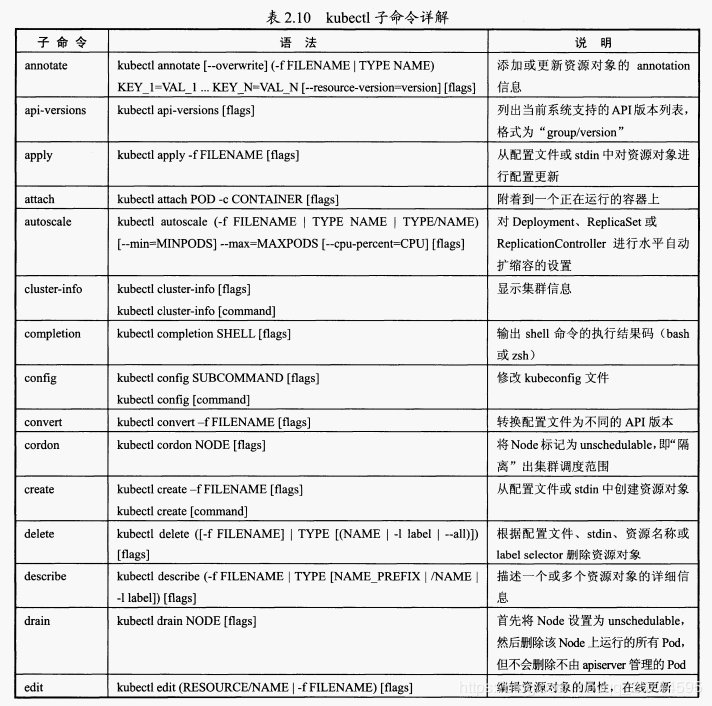 表 2.10 kubectl 子命令详解
子 命 令 语 法 说 明
annotate kubectl annotate [--overwrite] (-f FILENAME | TYPE NAME) 添加或更新资源对象的 annotation
KEY_1=VAL_1 ... KEY_N=VAL_N [--resource-version=version] [flags] 信息
api-versions kubectl api-versions [flags] 列出当前系统支持的 API 版本列表，
格式为“group/version”
apply kubectl apply -f FILENAME [flags] 从配置文件或 stdin 中对资源对象进
行配置更新
attach kubectl attach POD -c CONTAINER [flags] 附着到一个正在运行的容器上
autoscale kubectl autoscale (-f FILENAME | TYPE NAME | TYPE/NAME) 对 Deployment、ReplicaSet 或
[--min=MINPODS] --max=MAXPODS [--cpu-percent=CPU] [flags] ReplicationController 进行水平自动
扩缩容的设置
cluster-info kubectl cluster-info [flags] 显示集群信息
kubectl cluster-info [command]
completion kubectl completion SHELL [flags] 输出 shell 命令的执行结果码（bash
或 zsh）
config kubectl config SUBCOMMAND [flags] 修改 kubeconfig 文件
kubectl config [command]
convert kubectl convert –f FILENAME [flags] 转换配置文件为不同的 API 版本
cordon kubectl cordon NODE [flags] 将 Node 标记为 unschedulable，即“隔
离”出集群调度范围
create kubectl create –f FILENAME [flags] 从配置文件或 stdin 中创建资源对象
kubectl create [command]
delete kubectl delete ([-f FILENAME] | TYPE [(NAME | -l label | --all)]) 根据配置文件、stdin、资源名称或
[flags] label selector 删除资源对象
describe kubectl describe (-f FILENAME | TYPE [NAME_PREFIX | /NAME | 描述一个或多个资源对象的详细信
-l label]) [flags] 息
drain kubectl drain NODE [flags] 首先将 Node 设置为 unschedulable，
然后删除该 Node 上运行的所有 Pod，
但不会删除不由 apiserver 管理的 Pod
edit kubectl edit (RESOURCE/NAME | -f FILENAME) [flags] 编辑资源对象的属性，在线更新